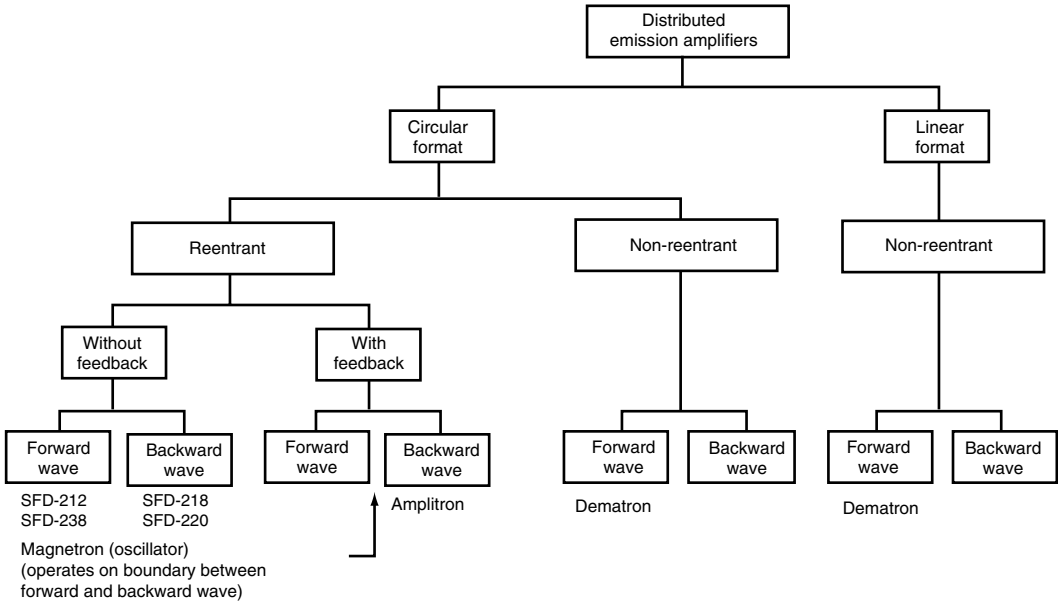 Distributed
emission amplifiers
Circular
format
Linear
format
Reentrant
Non-reentrant
Non-reentrant
Without
feedback
With
feedback
Forward
wave
Backward
wave
Forward
wave
Backward
wave
Forward
wave
Backward
wave
Forward
wave
Backward
wave
SFD-212
SFD-238
SFD-218
SFD-220
Amplitron
Dematron
Dematron
Magnetron (oscillator)
(operates on boundary between
forward and backward wave)